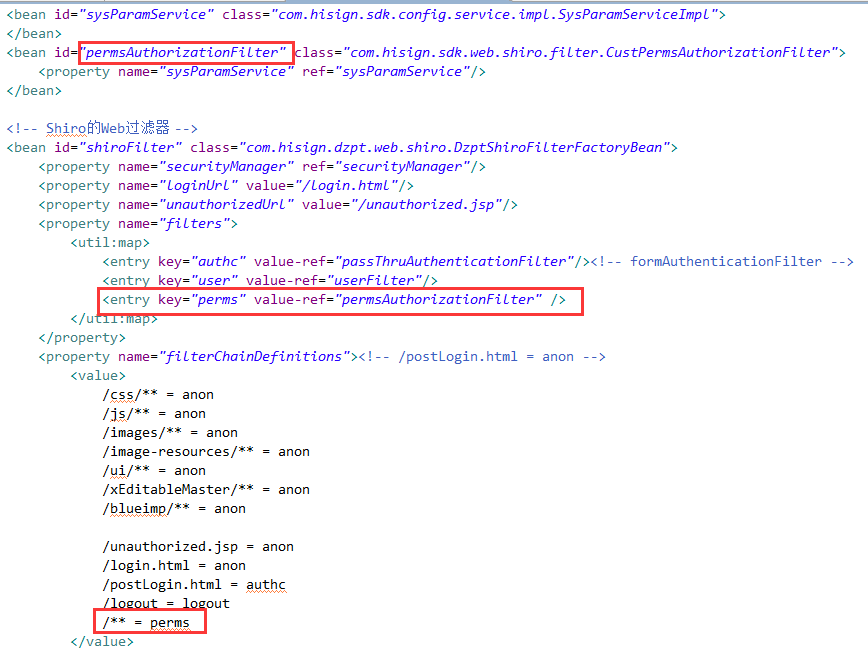 <bean id="sysParamService" class="com.hisign.sdk.config.service.impl.SysParamServiceImpl">
</bean>
<bean id="permsAuthorizationFilter" class="com.hisign.sdk.web.shiro.filter.CustPermsAuthorizationFilter">
<property name="sysParamService" ref="sysParamService"/>
</bean>
<!-- Shiro的Web过滤器 -->
<bean id="shiroFilter" class="com.hisign.dzpt.web.shiro.DzptShiroFilterFactoryBean">
<property name="securityManager" ref="securityManager"/>
<property name="loginUrl" value="/login.html"/>
<property name="unauthorizedUrl" value="/unauthorized.jsp"/>
<property name="filters">
<util:map>
<entry key="authc" value-ref="passThruAuthenticationFilter"/><!-- formAuthenticationFilter -->
<entry key="user" value-ref="userFilter"/>
<entry key="perms" value-ref="permsAuthorizationFilter" />
</util:map>
</property>
<property name="filterChainDefinitions"><!-- /postLogin.html = anon -->
<value>
/css/** = anon
/js/** = anon
/images/** = anon
/image-resources/** = anon
/ui/** = anon
/xEditableMaster/** = anon
/blueimp/** = anon
/unauthorized.jsp = anon
/login.html = anon
/postLogin.html = authc
/logout = logout
/** = perms
</value>